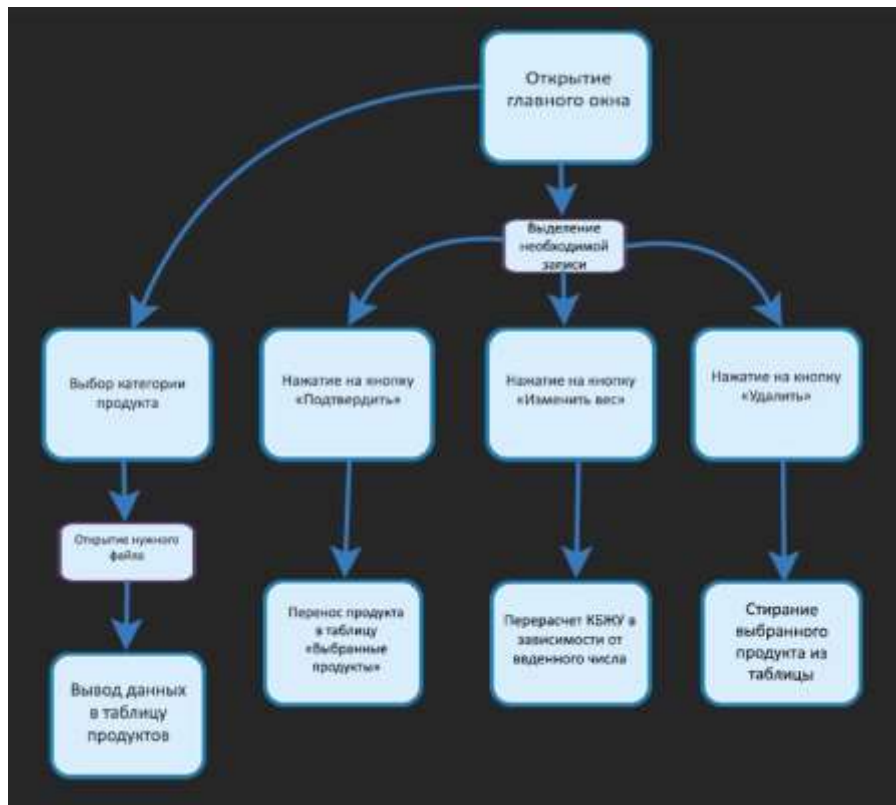 Открытие
главного окна
Выделение
необходимой
записи
Выбор категории
продукта
Нажатие на кнопку
«Подтвердить»
Нажатие на кнопку
«Изменить вес»
Нажатие на кнопку
«Удалить»
Открытие нужного
файла
Перенос продукта
в таблицу
«Выбранные
продукты»
Перерасчет КБЖУ в
зависимости от
введенного числа
Стирание
выбранного
продукта из
таблицы
Вывод данных
в таблицу
продуктов